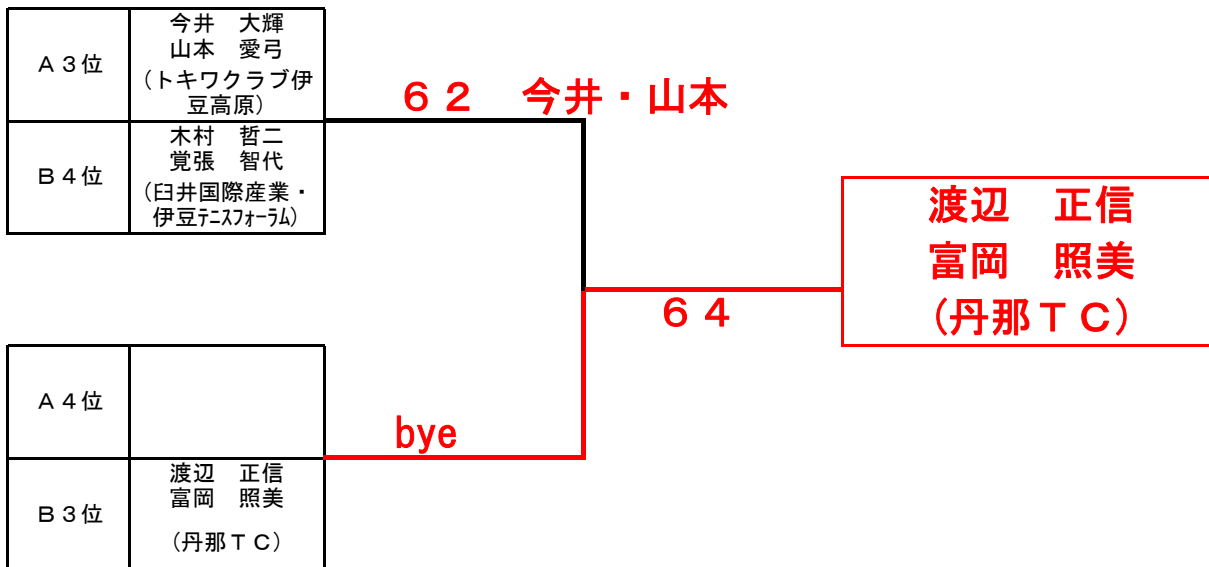 A3位
今井 大輝
山本 愛弓
(トキワクラブ伊
豆高原)
62 今井・山本
B4位
木村 哲二
覚張 智代
(臼井国際産業・
伊豆テニスフォーラム)
渡辺 正信
富岡 照美
(丹那TC)
64
A4位
bye
B3位
渡辺 正信
富岡 照美
(丹那TC)